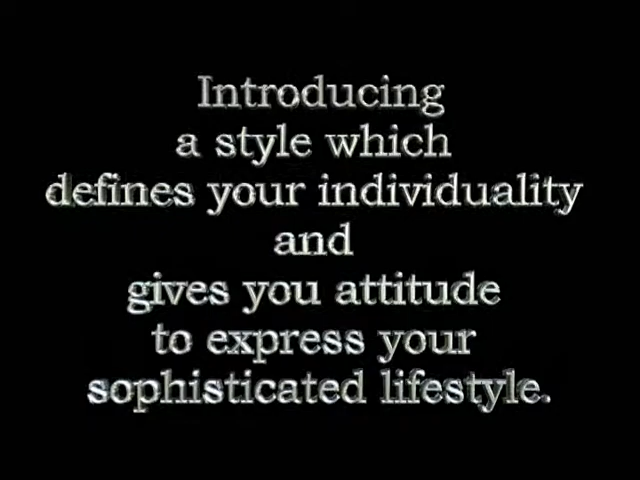 Introducing
a style which
defines your individuality
and
gives you attitude
to express your
sophisticated lifestyle.